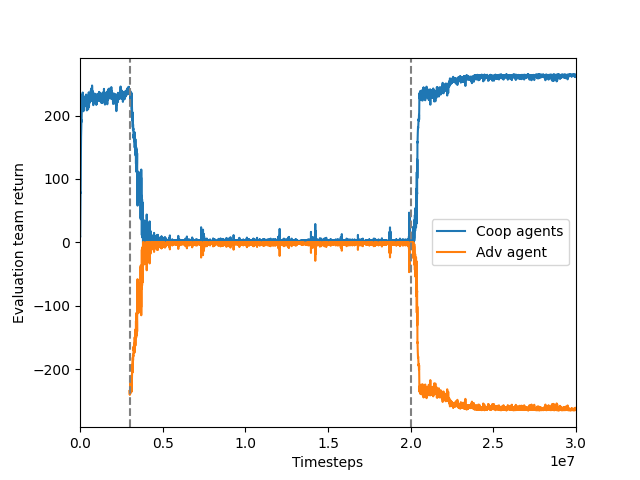 Evaluation team return
200
100
0
−100
−200
Coop agents
Adv agent
0.0 0.5 1.0 1.5 2.0 2.5 3.0
Timesteps
1e7